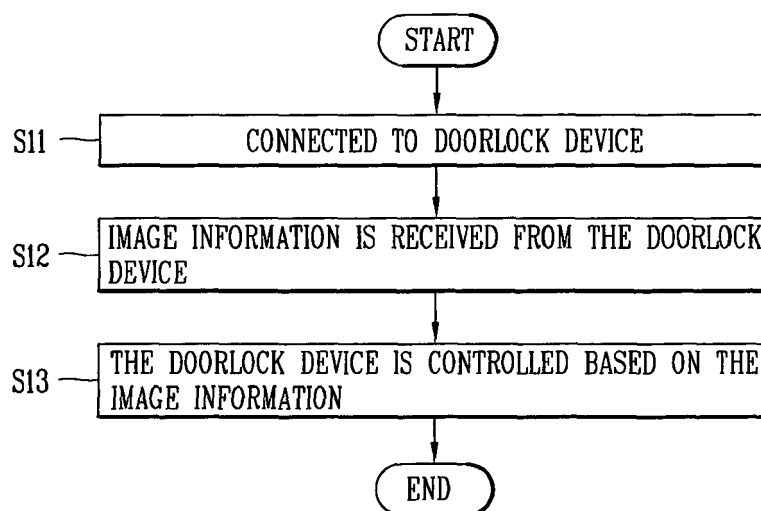 START
S11
CONNECTED TO DOORLOCK DEVICE
S12
IMAGE INFORMATION IS RECEIVED FROM THE DOORLOCK
DEVICE
S13
THE DOORLOCK DEVICE IS CONTROLLED BASED ON THE
IMAGE INFORMATION
END